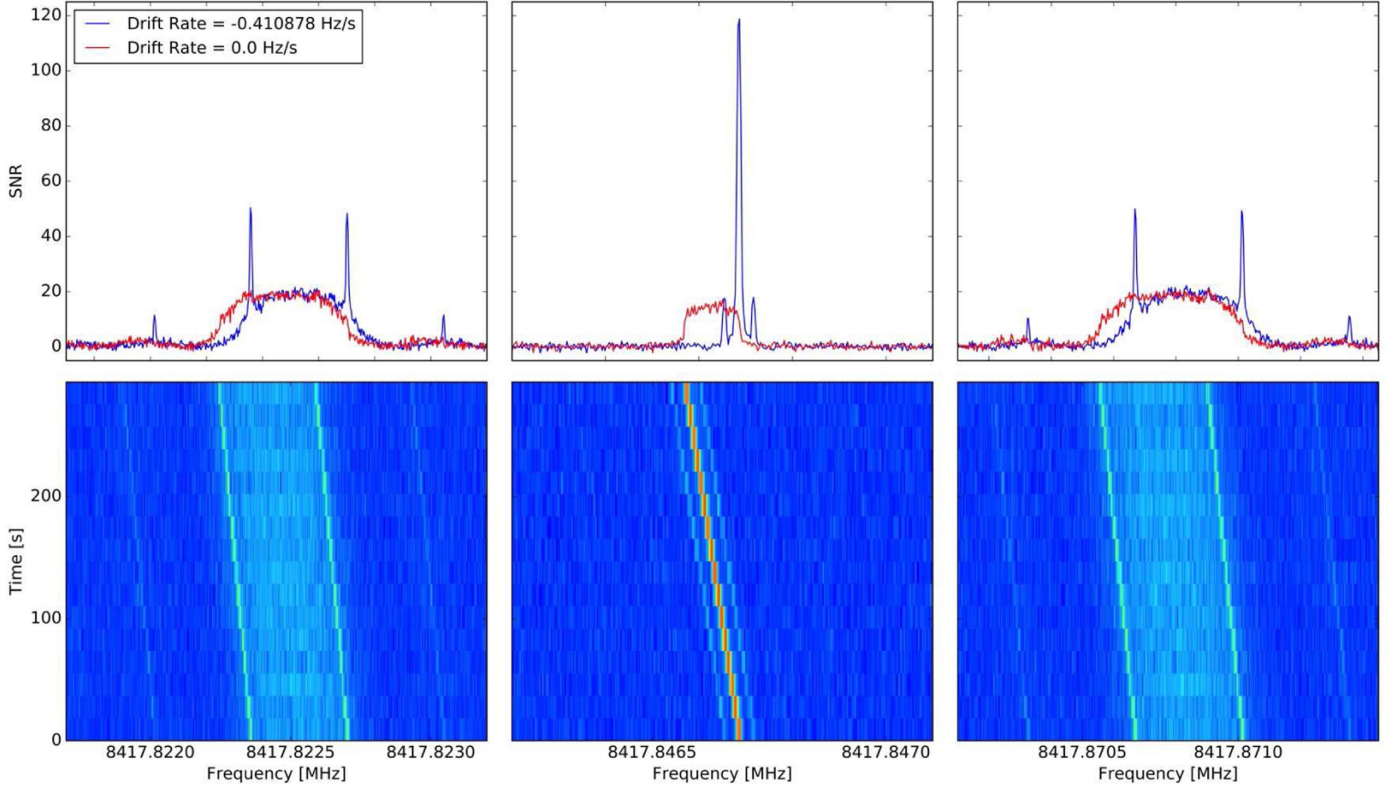 120
100
80
60
40
20
0
SNR
Drift Rate = -0.410878 Hz/s
Drift Rate = 0.0 Hz/s
200
100
0
Time [s]
8417.8220 8417.8225 8417.8230
Frequency [MHz]
8417.8465 8417.8470
Frequency [MHz]
8417.8705 8417.8710
Frequency [MHz]